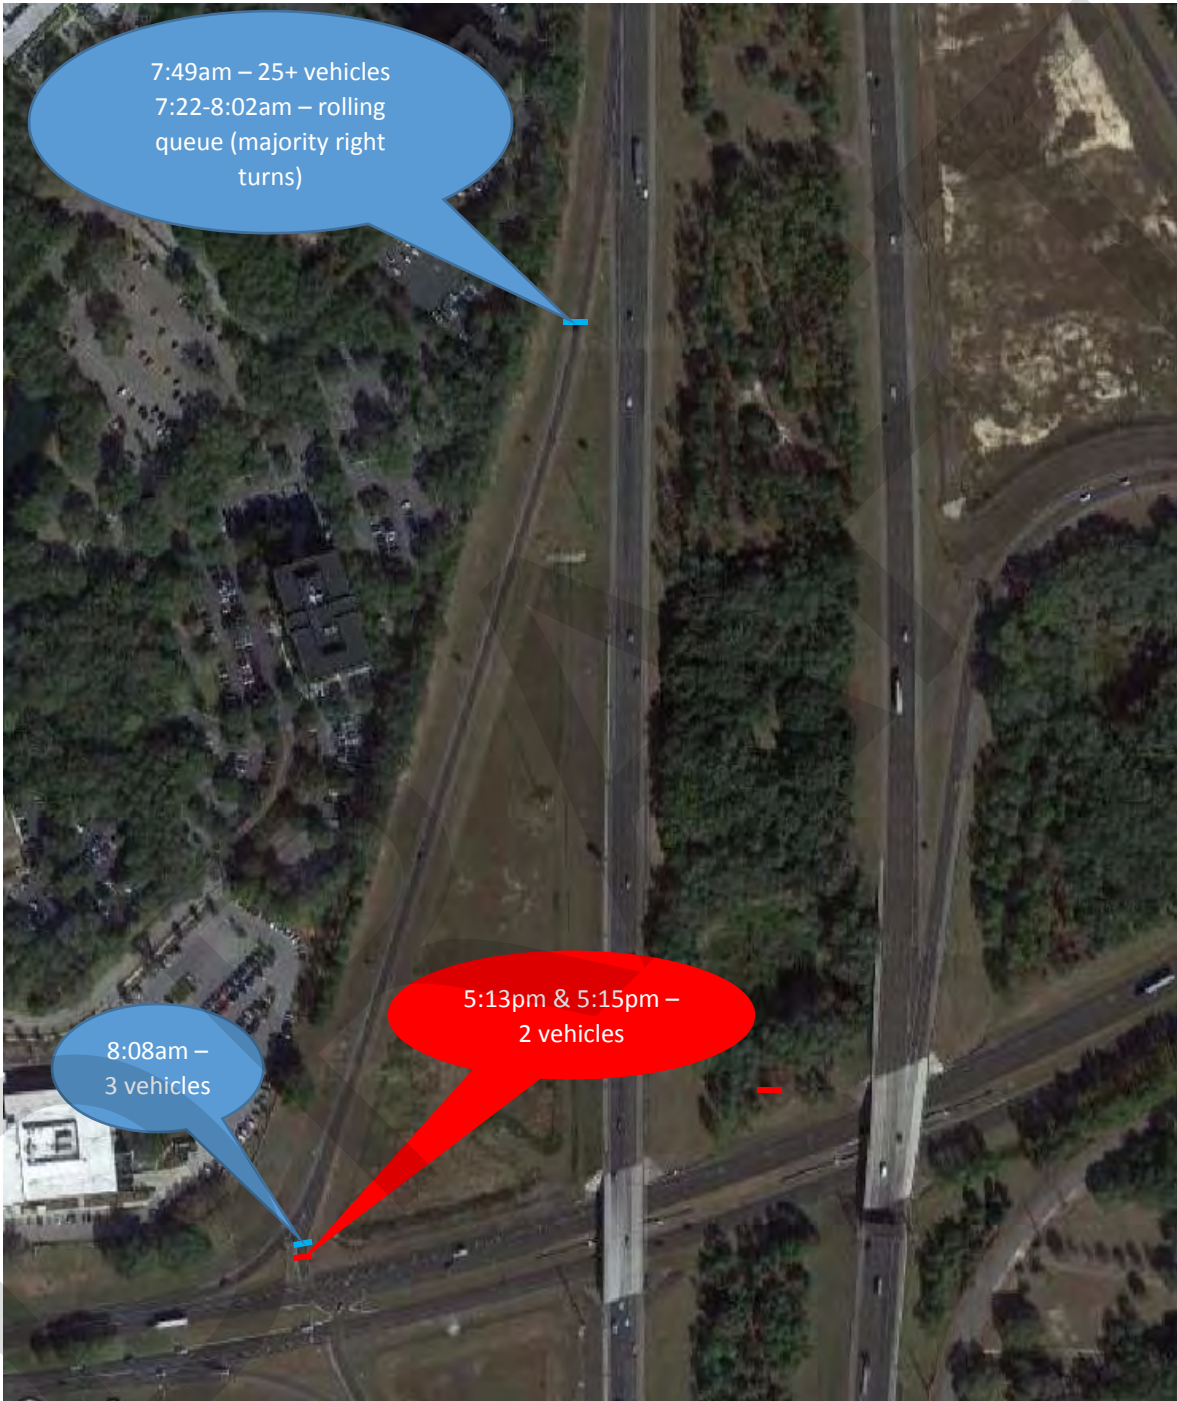 7:49am – 25+ vehicles
7:22-8:02am – rolling
queue (majority right
turns)
5:13pm & 5:15pm –
2 vehicles
8:08am –
3 vehicles